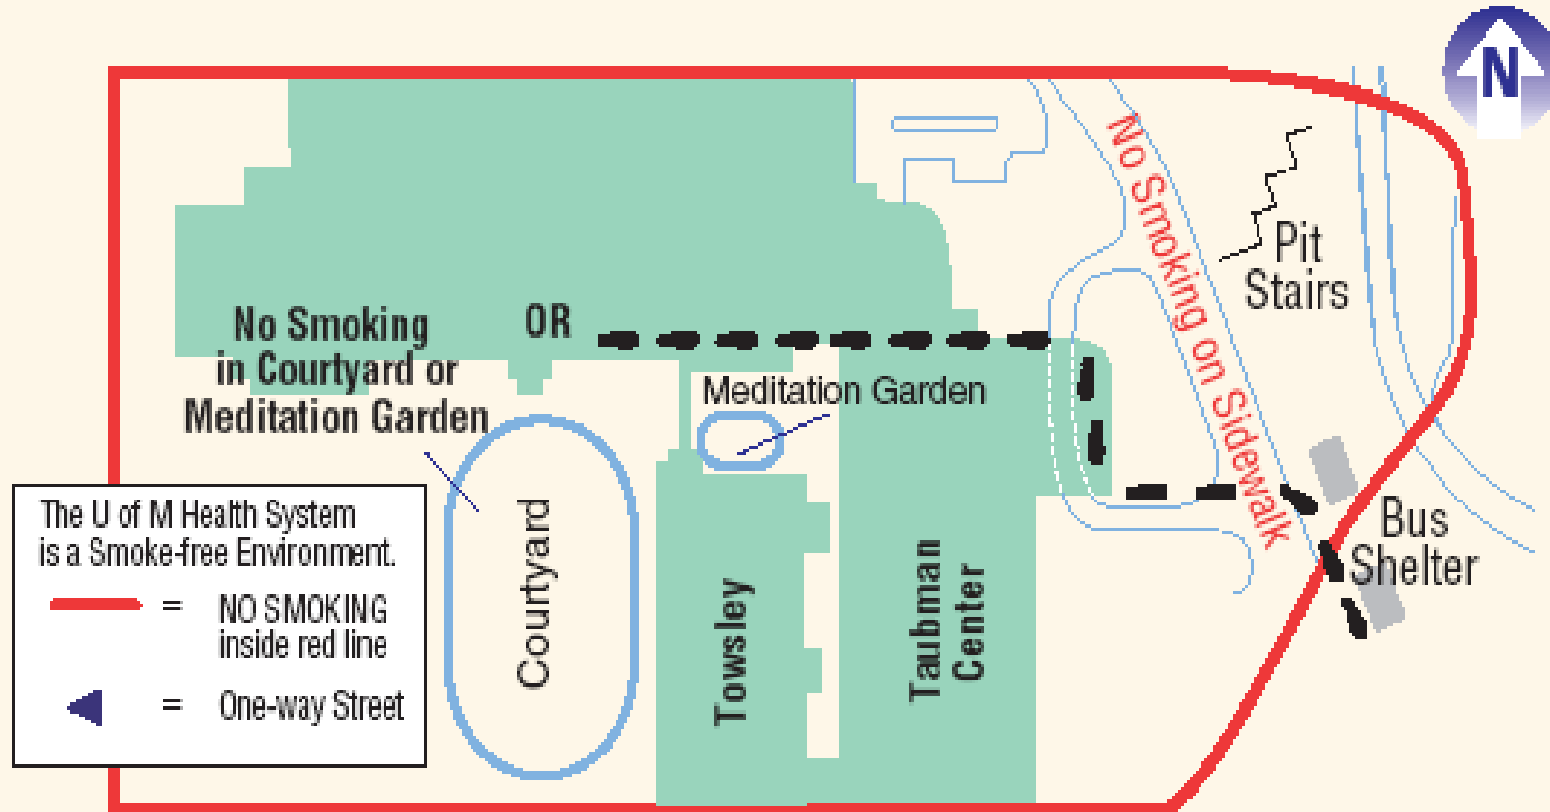 N
No Smoking on Sidewalk
Pit
Stairs
No Smoking
in Courtyard or
Meditation Garden
OR
Meditation Garden
The U of M Health System
is a Smoke-free Environment.
= NO SMOKING
inside red line
= One-way Street
Courtyard
Towsley
Taubman
Center
Bus
Shelter